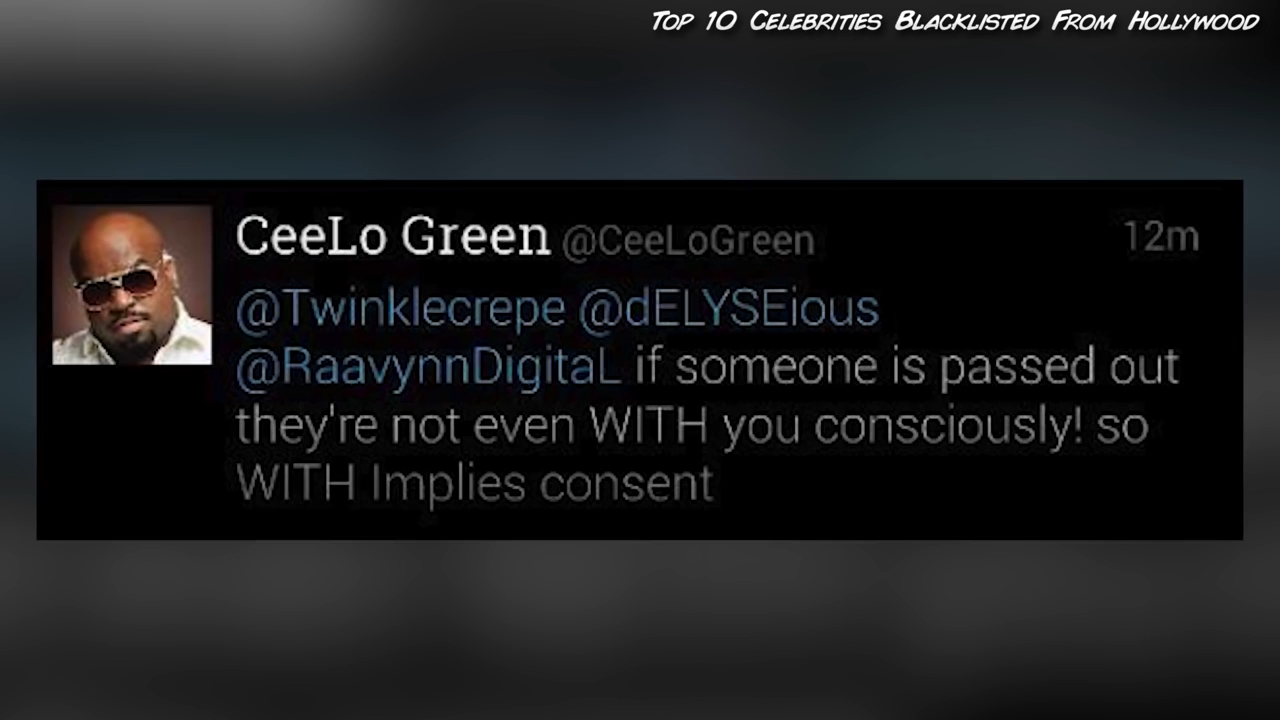 Top 10 Celebrities Blacklisted From Hollywood
CeeLo Green @CeeLoGreen 12m
@Twinklecrepe @dELYSEious
@RaavynnDigitaL if someone is passed out
they're not even WITH you consciously! so
WITH Implies consent